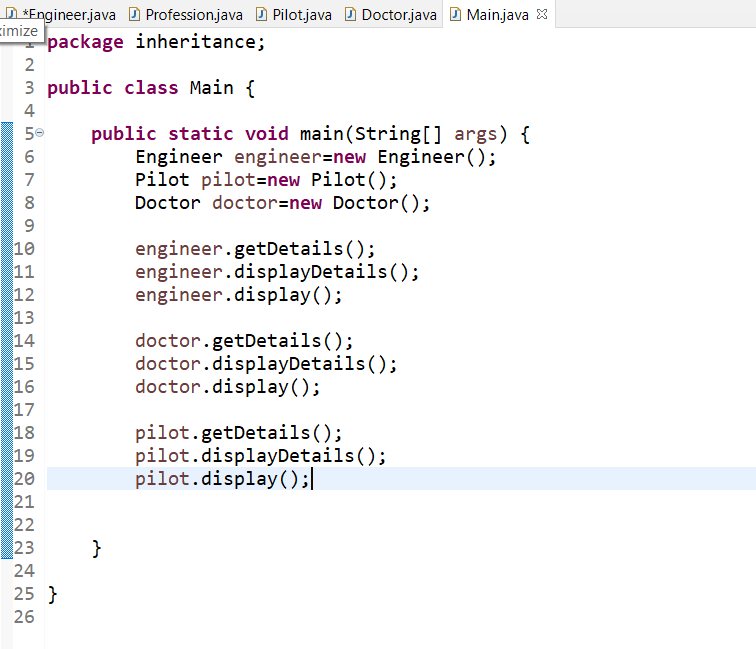 *Engineer.java Profession.java Pilot.java Doctor.java Main.java
ximize
1 package inheritance;
2
3 public class Main {
4
5 public static void main(String[] args) {
6 Engineer engineer=new Engineer();
7 Pilot pilot=new Pilot();
8 Doctor doctor=new Doctor();
9
10 engineer.getDetails();
11 engineer.displayDetails();
12 engineer.display();
13
14 doctor.getDetails();
15 doctor.displayDetails();
16 doctor.display();
17
18 pilot.getDetails();
19 pilot.displayDetails();
20 pilot.display();
21
22
23 }
24
25 }
26